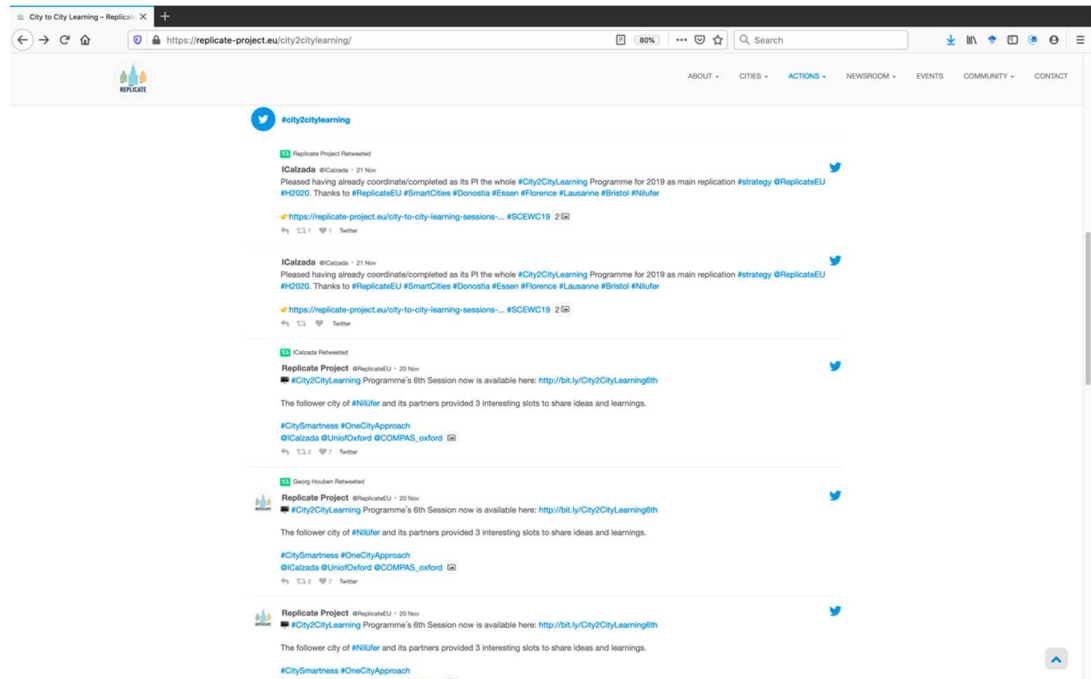 City to City Learning – Replicate
https://replicate-project.eu/city2citylearning/
80%
Search
REPLICATE
ABOUT
CITIES
ACTIONS
NEWSROOM
EVENTS
COMMUNITY
CONTACT
#city2citylearning
Replicate Project Retweeted
ICalzada @ICalzada · 21 Nov
Pleased having already coordinate/completed as its PI the whole #City2CityLearning Programme for 2019 as main replication #strategy @ReplicateEU
#H2020. Thanks to #ReplicateEU #SmartCities #Donostia #Essen #Florence #Lausanne #Bristol #Nilufer
👉https://replicate-project.eu/city-to-city-learning-sessions-... #SCEWC19 2
1 1 Twitter
ICalzada @ICalzada · 21 Nov
Pleased having already coordinate/completed as its PI the whole #City2CityLearning Programme for 2019 as main replication #strategy @ReplicateEU
#H2020. Thanks to #ReplicateEU #SmartCities #Donostia #Essen #Florence #Lausanne #Bristol #Nilufer
👉https://replicate-project.eu/city-to-city-learning-sessions-... #SCEWC19 2
Twitter
ICalzada Retweeted
Replicate Project @ReplicateEU · 20 Nov
#City2CityLearning Programme´s 6th Session now is available here: http://bit.ly/City2CityLearning6th
The follower city of #Nilüfer and its partners provided 3 interesting slots to share ideas and learnings.
#CitySmartness #OneCityApproach
@ICalzada @UniofOxford @COMPAS_oxford
2 7 Twitter
Georg Houben Retweeted
REPLICATE
Replicate Project @ReplicateEU · 20 Nov
#City2CityLearning Programme´s 6th Session now is available here: http://bit.ly/City2CityLearning6th
The follower city of #Nilüfer and its partners provided 3 interesting slots to share ideas and learnings.
#CitySmartness #OneCityApproach
@ICalzada @UniofOxford @COMPAS_oxford
2 7 Twitter
REPLICATE
Replicate Project @ReplicateEU · 20 Nov
#City2CityLearning Programme´s 6th Session now is available here: http://bit.ly/City2CityLearning6th
The follower city of #Nilüfer and its partners provided 3 interesting slots to share ideas and learnings.
#CitySmartness #OneCityApproach